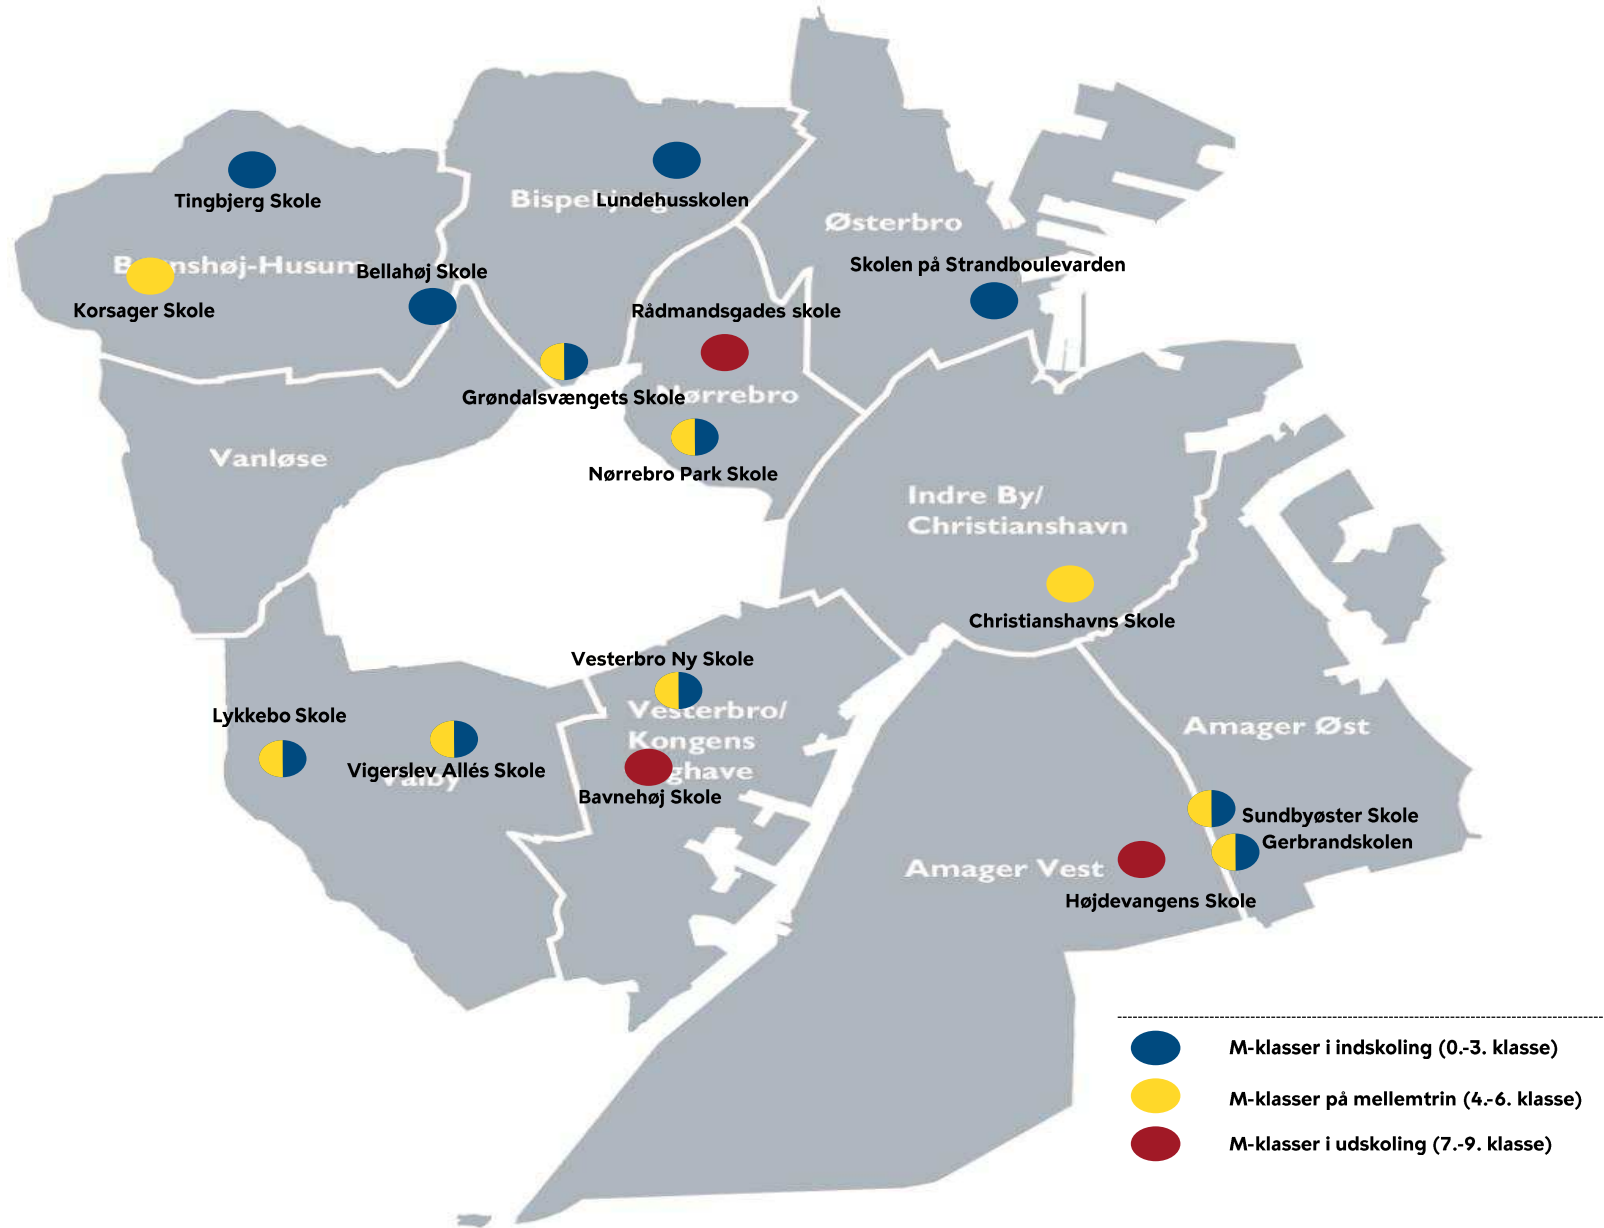 Tingbjerg Skole
Lundehusskolen
Østerbro
Bellahøj Skole
Skolen på Strandboulevarden
Korsager Skole
Rådmandsgades skole
Grøndalsvængets Skole
Vanløse
Nørrebro Park Skole
Indre By/
Christianshavn
Christianshavns Skole
Vesterbro Ny Skole
Vesterbro/
Kongens
Lykkebo Skole
Vigerslev Allés Skole
Bavnehøj Skole
Amager Øst
Sundbyøster Skole
Gerbrandskolen
Amager Vest
Højdevangens Skole
M-klasser i indskoling (0.-3. klasse)
M-klasser på mellemtrin (4.-6. klasse)
M-klasser i udskoling (7.-9. klasse)